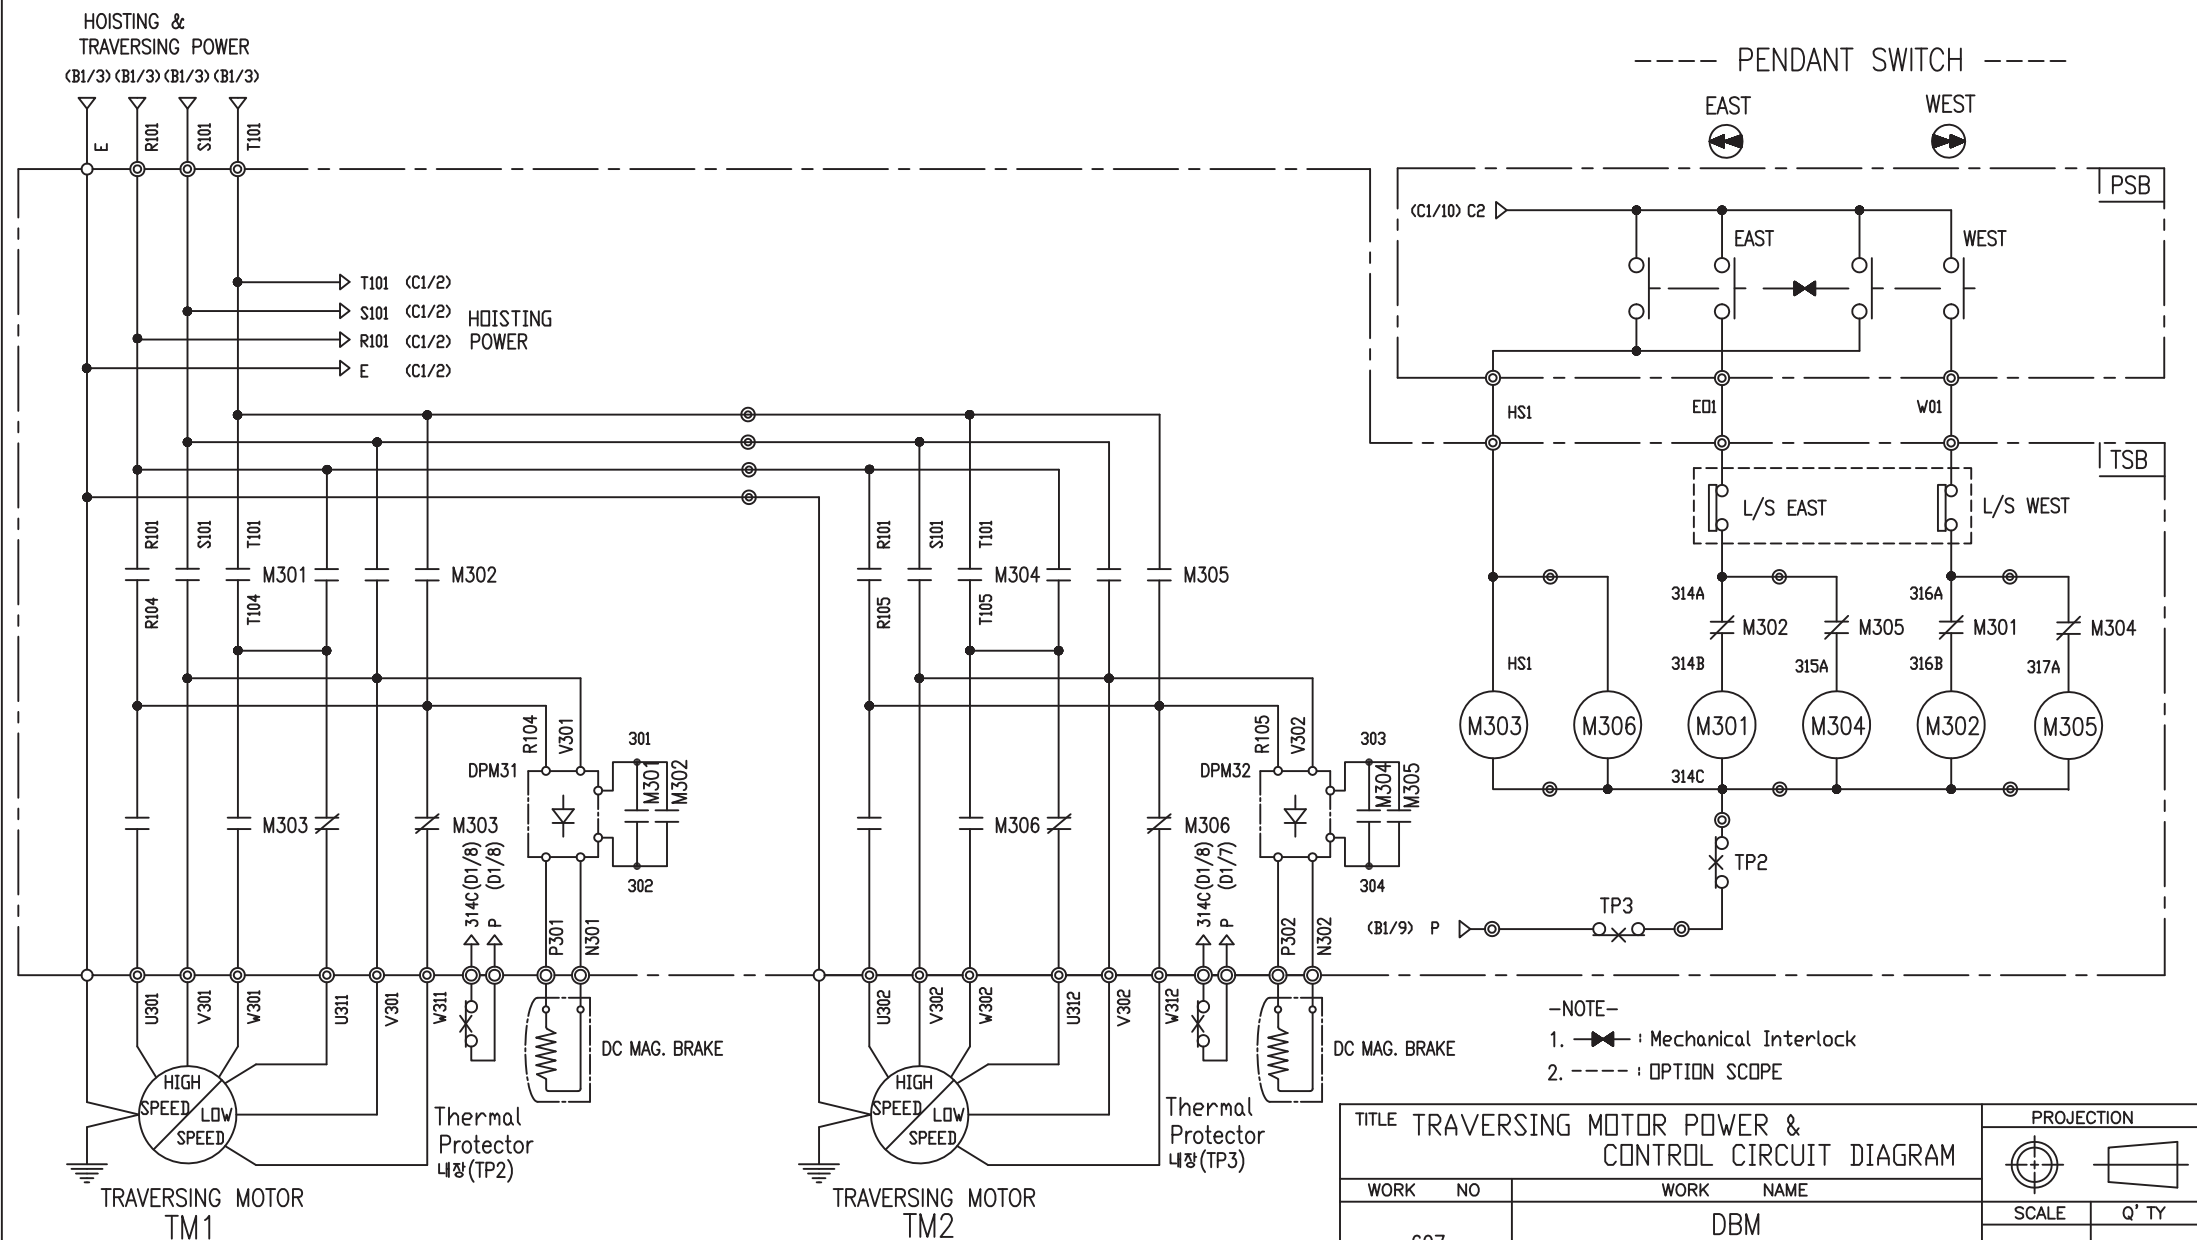 HOISTING &
TRAVERSING POWER
(B1/3) (B1/3) (B1/3) (B1/3)
E
R101
S101
T101
T101 (C1/2)
S101 (C1/2)
R101 (C1/2)
E (C1/2)
HOISTING
POWER
---- PENDANT SWITCH ----
EAST
WEST
PSB
(C1/10) C2
EAST
WEST
HS1
E01
W01
TSB
L/S EAST
L/S WEST
R101
S101
T101
M301
M302
R104
T104
R101
S101
T101
M304
M305
R105
T105
314A
316A
M302
M305
M301
M304
HS1
314B
315A
316B
317A
M303
M306
M301
M304
M302
M305
314C
TP2
TP3
(B1/9) P
R104
V301
301
DPM31
M301
M302
302
M303
M303
314C(D1/8)
P (D1/8)
P301
N301
R105
V302
303
DPM32
M304
M305
304
M306
M306
314C(D1/8)
P (D1/7)
P302
N302
U301
V301
W301
U311
V301
W311
DC MAG. BRAKE
HIGH
SPEED
LOW
SPEED
Thermal
Protector
내장(TP2)
TRAVERSING MOTOR
TM1
U302
V302
W302
U312
V302
W312
DC MAG. BRAKE
HIGH
SPEED
LOW
SPEED
Thermal
Protector
내장(TP3)
TRAVERSING MOTOR
TM2
-NOTE-
1. : Mechanical Interlock
2. ---- : OPTION SCOPE
TITLE TRAVERSING MOTOR POWER &
CONTROL CIRCUIT DIAGRAM
PROJECTION
WORK NO
WORK NAME
DBM
SCALE
Q' TY